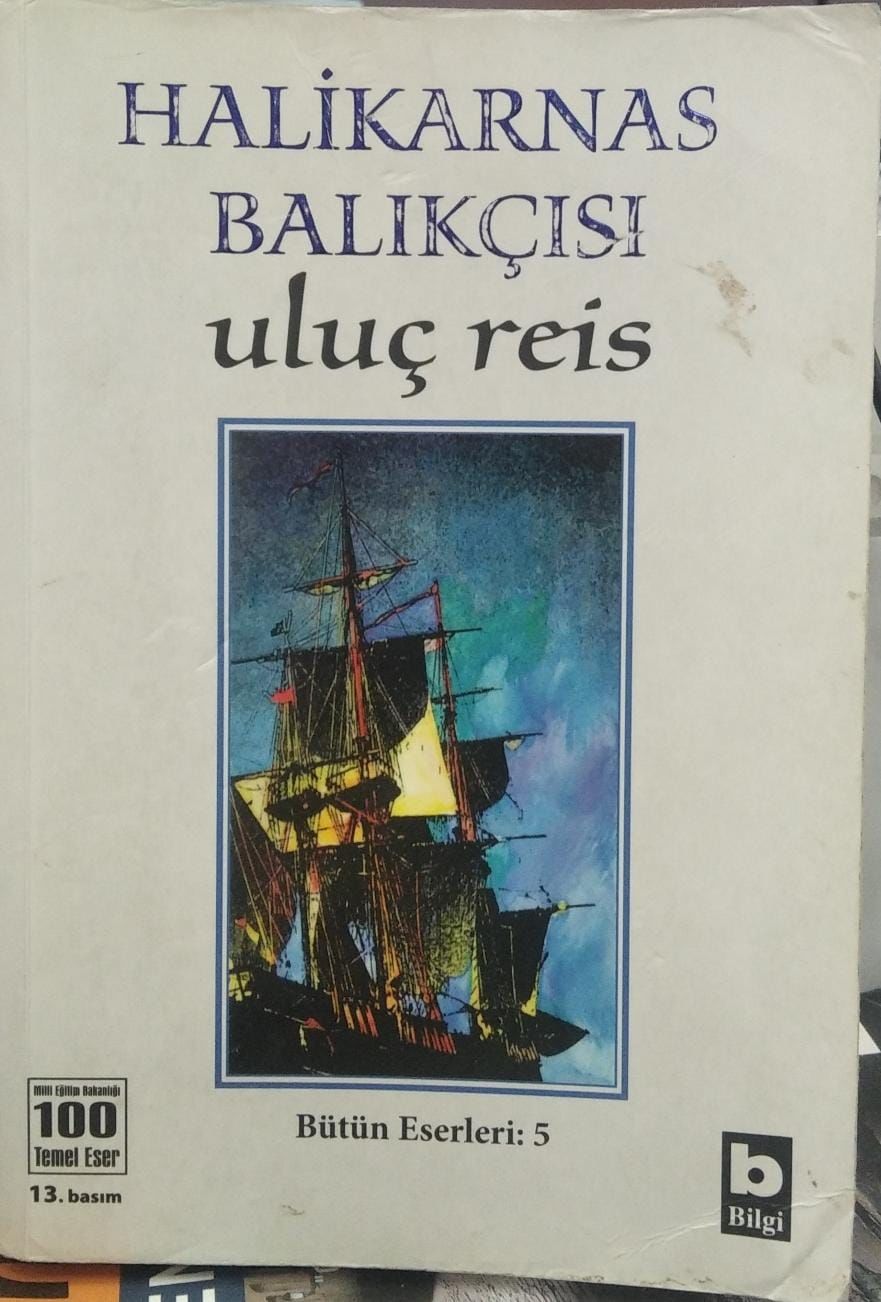 HALİKARNAS
BALIKÇISI
uluç reis
Bütün Eserleri: 5
Milli Eğitim Bakanlığı
100
Temel Eser
13. basım
b
Bilgi